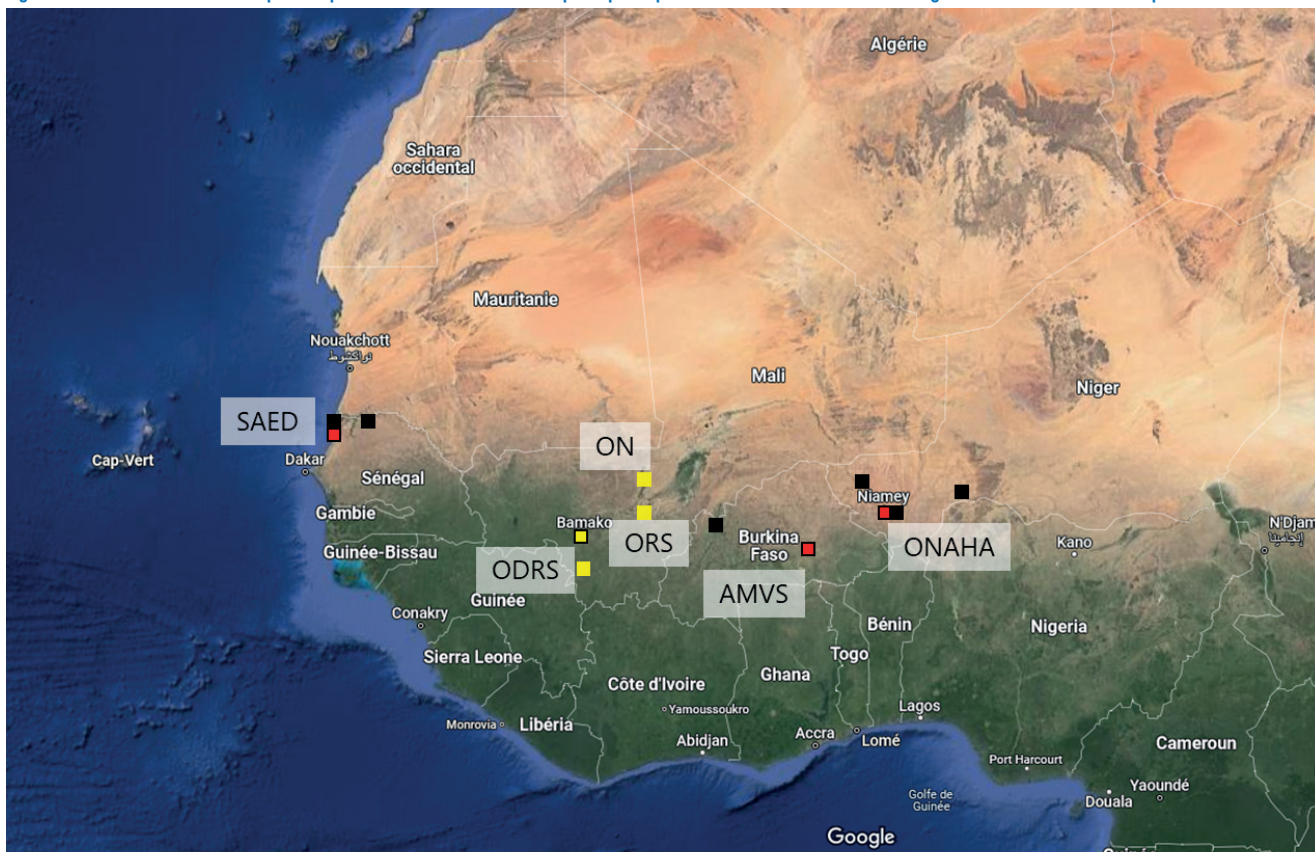 Algérie
Sahara
occidental
Mauritanie
Nouakchott
نواكشوط
Mali
Niger
SAED
ON
Cap-Vert
Dakar
Sénégal
Niamey
Gambie
Bamako
ORS
Burkina
Faso
ONAHA
Kano
N'Djam
إنجامينا
Guinée-Bissau
ODRS
AMVS
Guinée
Conakry
Bénin
Nigeria
Sierra Leone
Togo
Ghana
Côte d'Ivoire
Yamoussoukro
Monrovia
Libéria
Lagos
Abidjan
Accra
Lomé
Cameroun
Port Harcourt
Yaoundé
Golfe de
Guinée
Douala
Google